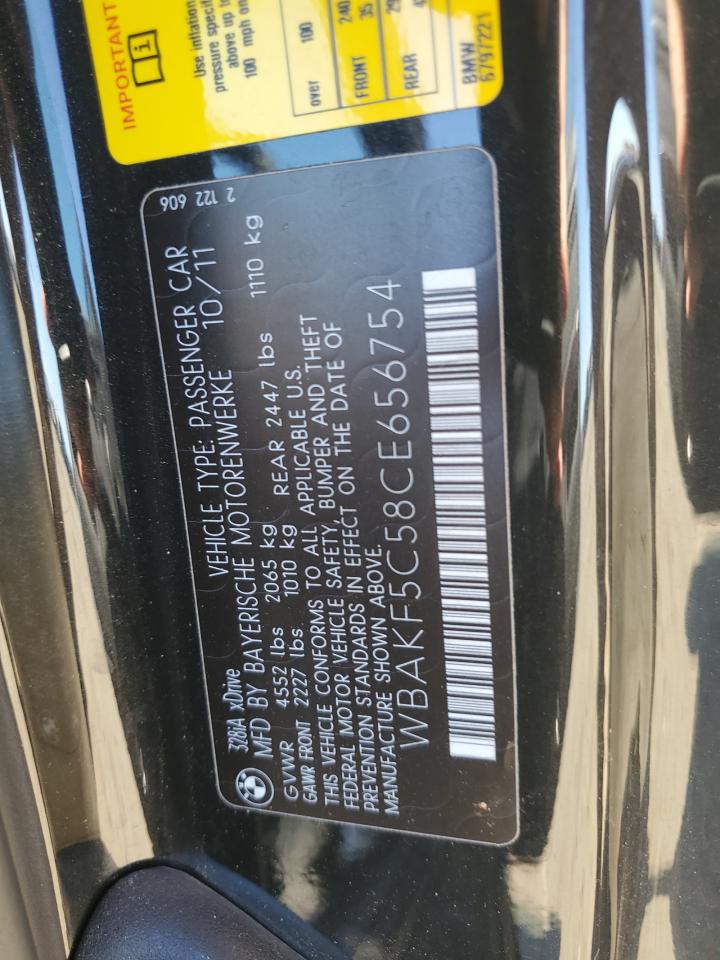 IMPORTANT
Use inflation
pressure specif
above up to
100 mph on
over 100
FRONT 35
REAR
BMW
6797221
2 122 606
328iA xDrive VEHICLE TYPE: PASSENGER CAR
MFD BY BAYERISCHE MOTORENWERKE 10/11
GVWR 4552 lbs 2065 kg
GAWR FRONT 2227 lbs 1010 kg REAR 2447 lbs 1110 kg
THIS VEHICLE CONFORMS TO ALL APPLICABLE U.S.
FEDERAL MOTOR VEHICLE SAFETY, BUMPER AND THEFT
PREVENTION STANDARDS IN EFFECT ON THE DATE OF
MANUFACTURE SHOWN ABOVE.
WBAKF5C58CE656754